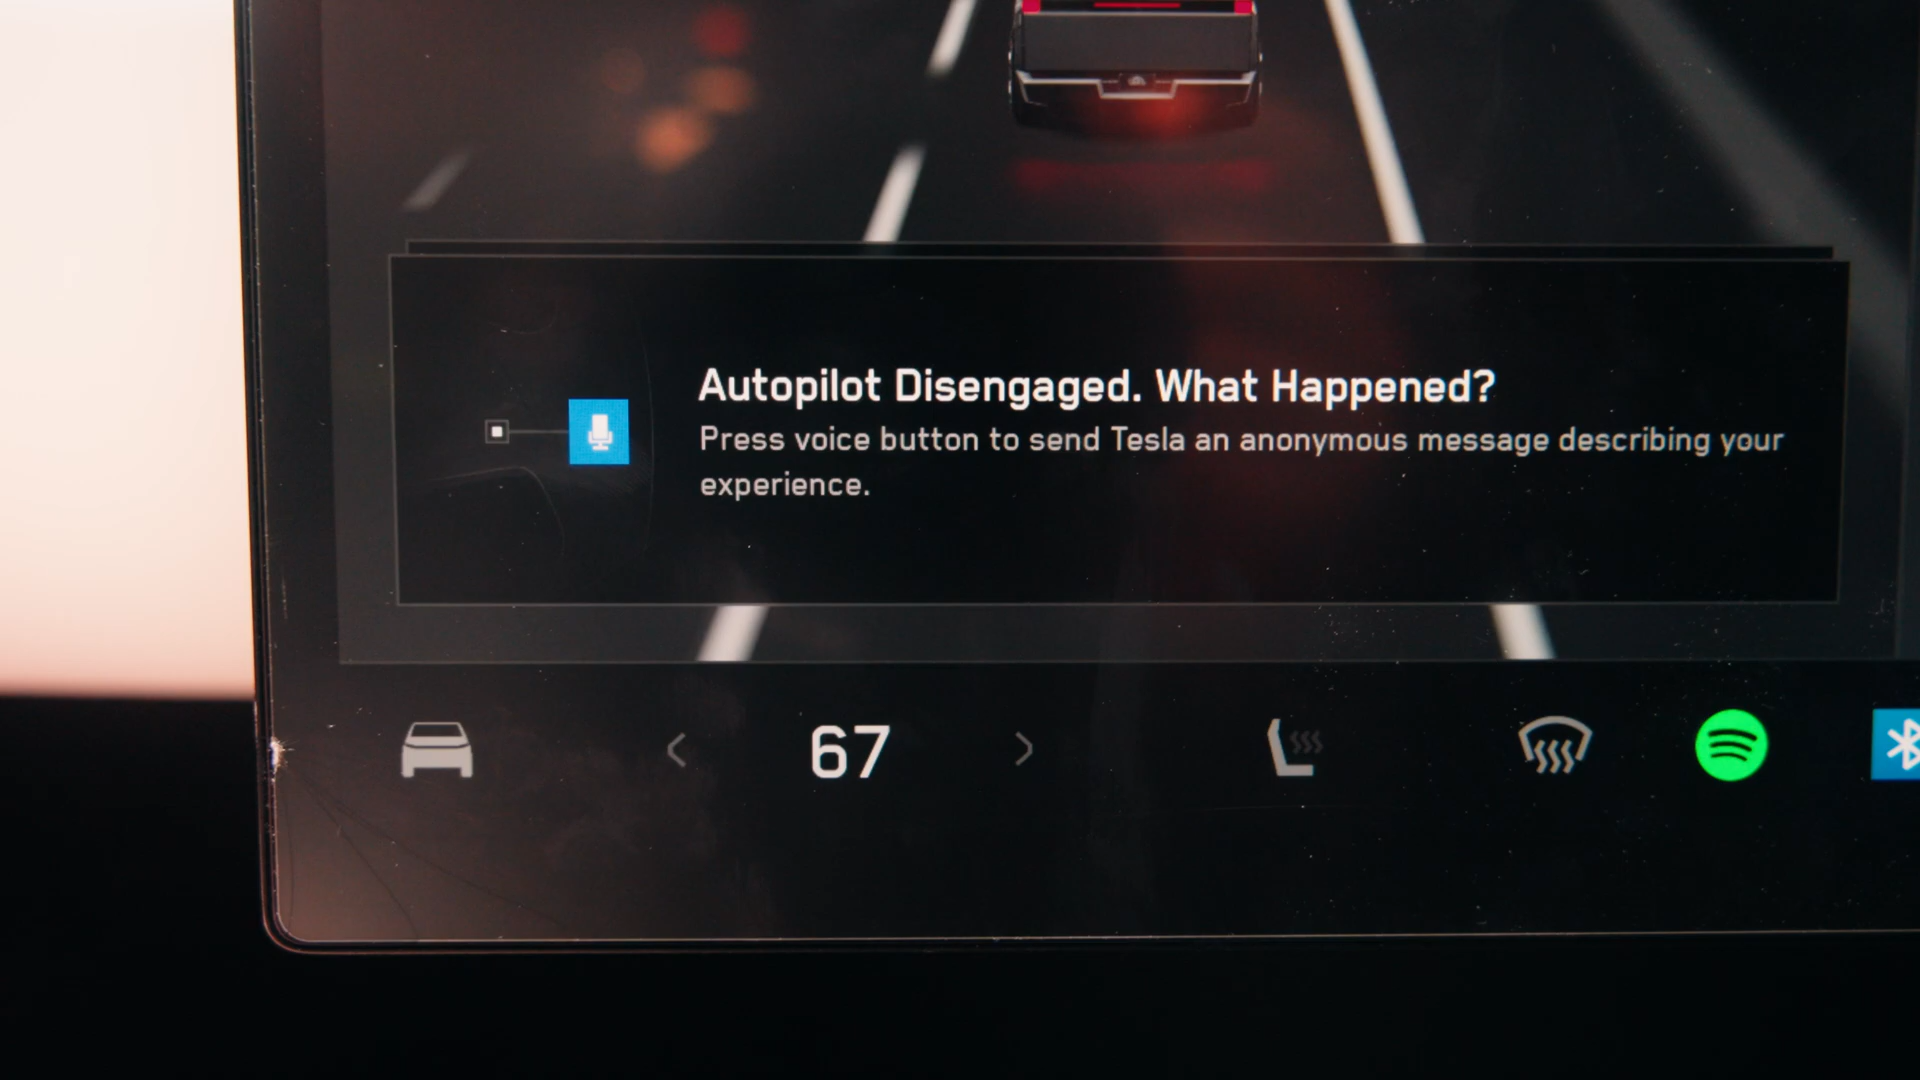 Autopilot Disengaged. What Happened?
Press voice button to send Tesla an anonymous message describing your
experience.
67